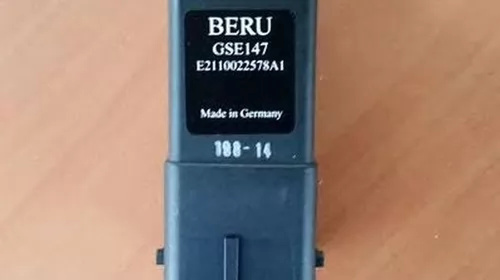 BERU
GSE147
E2110022578A1
Made in Germany
198-14